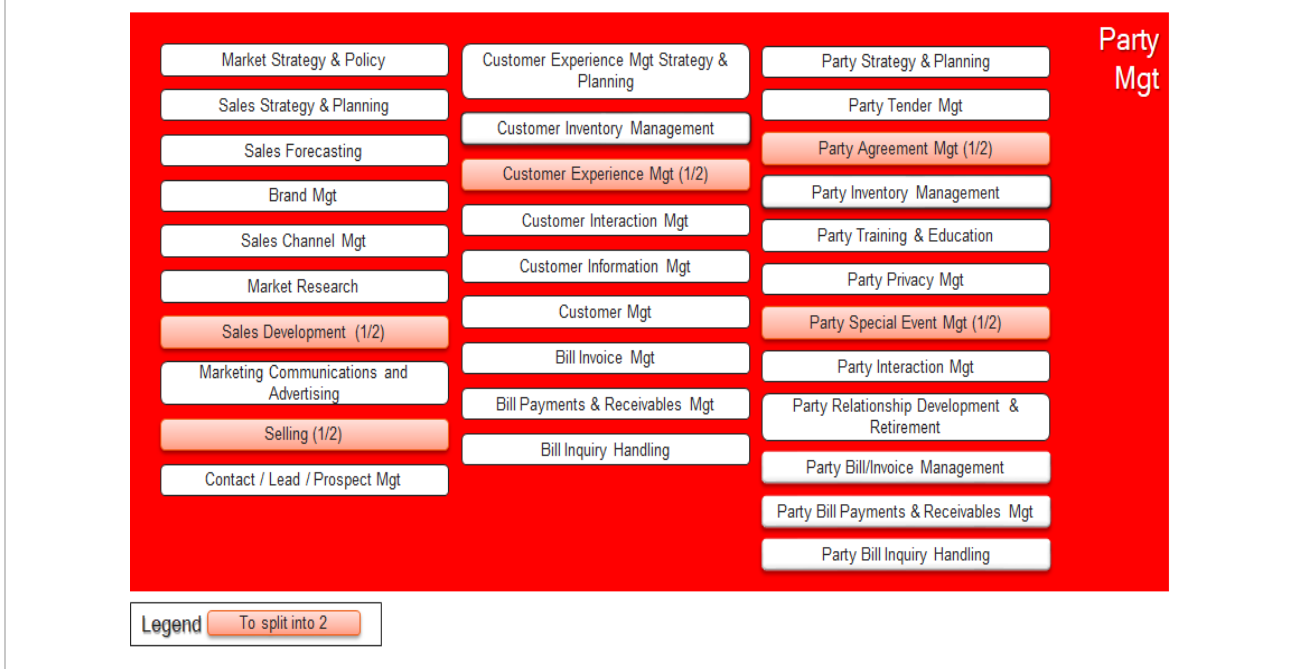 Party
Mgt
Market Strategy & Policy
Sales Strategy & Planning
Sales Forecasting
Brand Mgt
Sales Channel Mgt
Market Research
Sales Development (1/2)
Marketing Communications and
Advertising
Selling (1/2)
Contact / Lead / Prospect Mgt
Customer Experience Mgt Strategy &
Planning
Customer Inventory Management
Customer Experience Mgt (1/2)
Customer Interaction Mgt
Customer Information Mgt
Customer Mgt
Bill Invoice Mgt
Bill Payments & Receivables Mgt
Bill Inquiry Handling
Party Strategy & Planning
Party Tender Mgt
Party Agreement Mgt (1/2)
Party Inventory Management
Party Training & Education
Party Privacy Mgt
Party Special Event Mgt (1/2)
Party Interaction Mgt
Party Relationship Development &
Retirement
Party Bill/Invoice Management
Party Bill Payments & Receivables Mgt
Party Bill Inquiry Handling
Legend
To split into 2